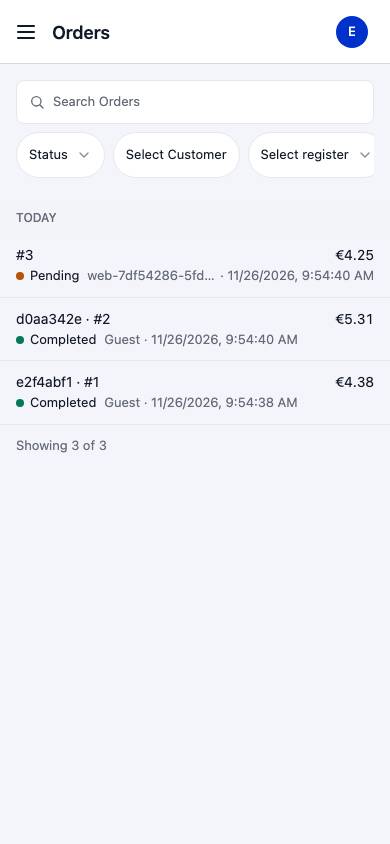 Orders
E
Search Orders
Status
Select Customer
Select register
TODAY
#3
€4.25
Pending web-7df54286-5fd... · 11/26/2026, 9:54:40 AM
d0aa342e · #2
€5.31
Completed Guest · 11/26/2026, 9:54:40 AM
e2f4abf1 · #1
€4.38
Completed Guest · 11/26/2026, 9:54:38 AM
Showing 3 of 3